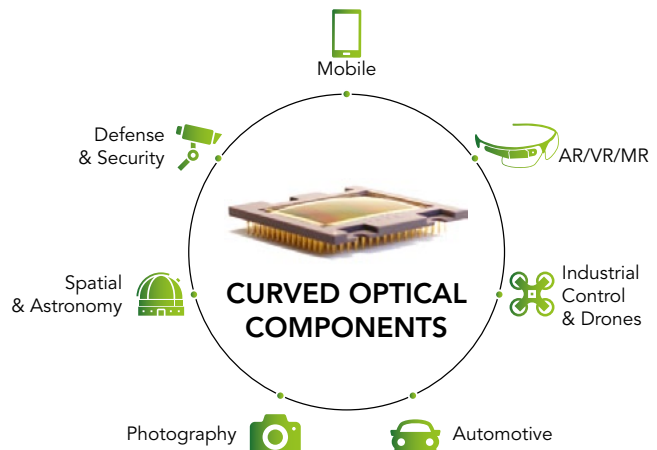 Mobile
Defense
& Security
AR/VR/MR
Spatial
& Astronomy
CURVED OPTICAL
COMPONENTS
Industrial
Control
& Drones
Photography
Automotive